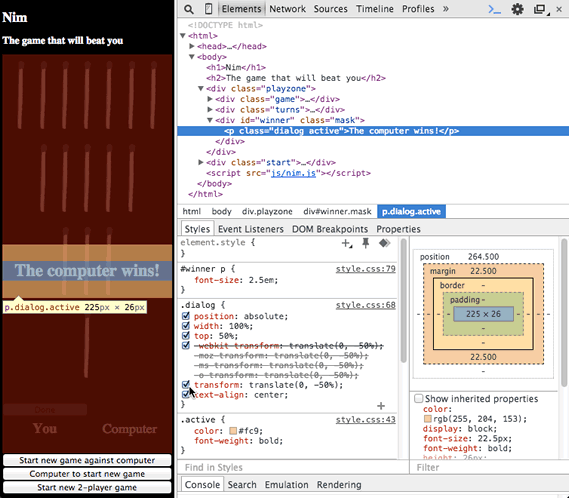 Nim
The game that will beat you
The computer wins!
p.dialog.active 225px × 26px
Done
You Computer
Start new game against computer
Computer to start new game
Start new 2-player game
Elements Network Sources Timeline Profiles »
<!DOCTYPE html>
▼<html>
▶<head>…</head>
▼<body>
<h1>Nim</h1>
<h2>The game that will beat you</h2>
▼<div class="playzone">
▶<div class="game">…</div>
▶<div class="turns">…</div>
▼<div id="winner" class="mask">
<p class="dialog active">The computer wins!</p>
</div>
</div>
▶<div class="start">…</div>
<script src="js/nim.js"></script>
</body>
</html>
html body div.playzone div#winner.mask p.dialog.active
Styles Event Listeners DOM Breakpoints Properties
element.style {
}
#winner p { style.css:79
font-size: 2.5em;
}
.dialog { style.css:68
position: absolute;
width: 100%;
top: 50%;
-webkit-transform: translate(0, -50%);
-moz-transform: translate(0, -50%);
-ms-transform: translate(0, -50%);
-o-transform: translate(0, -50%);
transform: translate(0, -50%);
text-align: center;
}
.active { style.css:43
color: #fc9;
font-weight: bold;
}
Find in Styles
position 264.500
margin 22.500
border -
padding -
- - - 225 × 26 - - -
-
-
22.500
Show inherited properties
color:
rgb(255, 204, 153);
display: block;
font-size: 22.5px;
font-weight: bold;
height: 26px;
Filter
Console Search Emulation Rendering